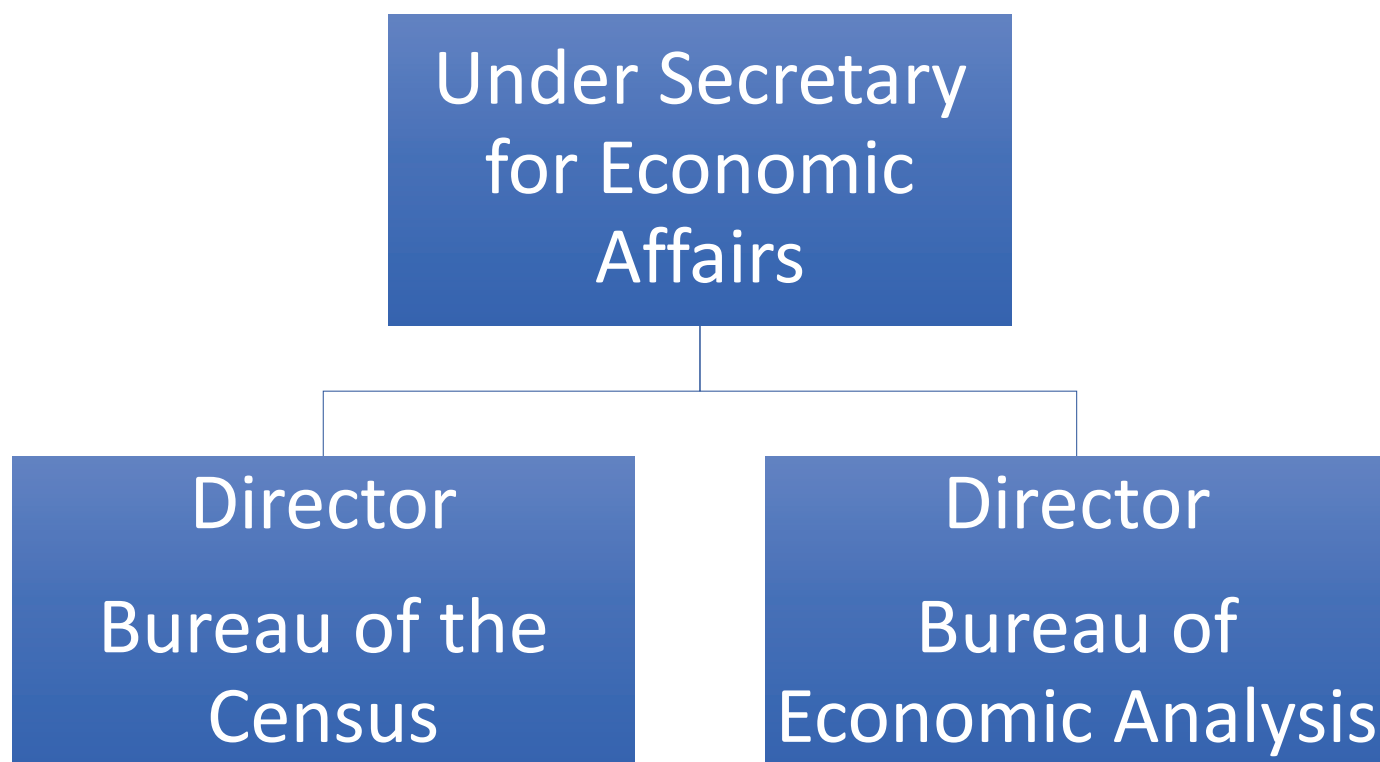 Under Secretary
for Economic
Affairs
Director
Bureau of the
Census
Director
Bureau of
Economic Analysis